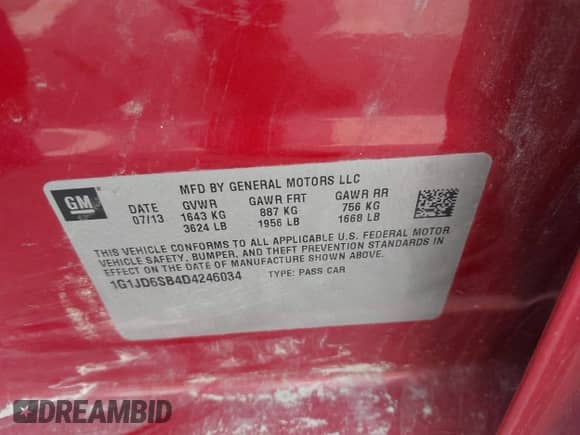 MFD BY GENERAL MOTORS LLC
GM
DATE GVWR GAWR FRT GAWR RR
07/13 1643 KG 887 KG 756 KG
3624 LB 1956 LB 1668 LB
THIS VEHICLE CONFORMS TO ALL APPLICABLE U.S. FEDERAL MOTOR
VEHICLE SAFETY, BUMPER, AND THEFT PREVENTION STANDARDS IN
EFFECT ON THE DATE OF MANUFACTURE SHOWN ABOVE.
1G1JD6SB4D4246034 TYPE: PASS CAR
DREAMBID